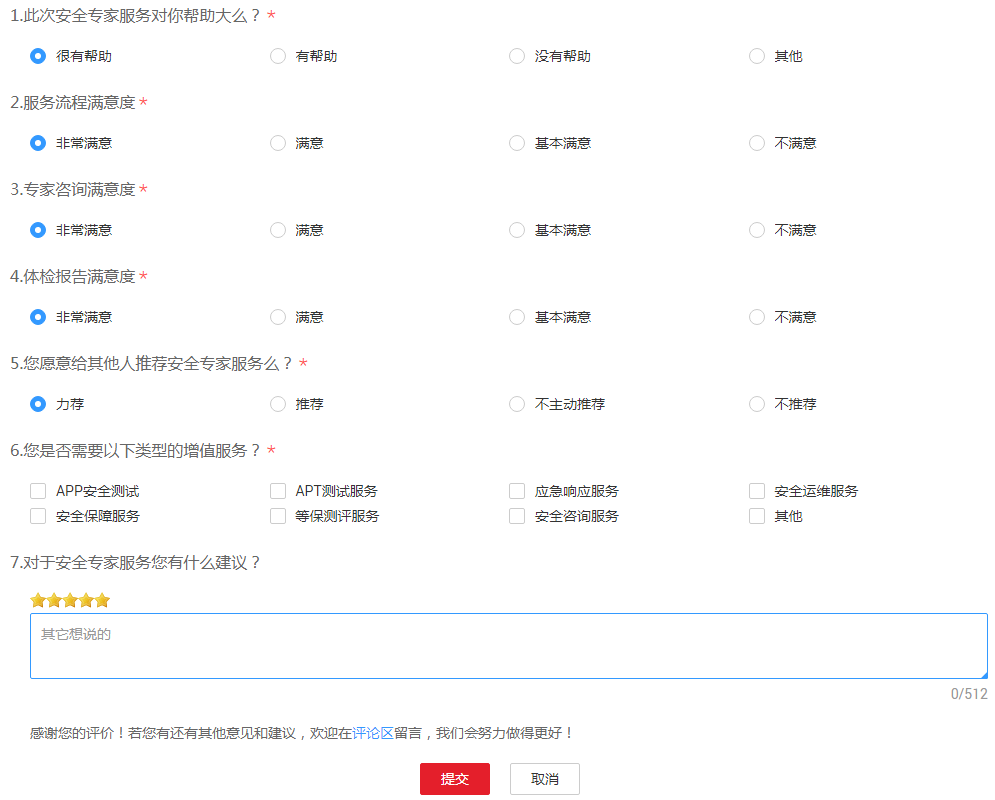 1.此次安全专家服务对你帮助大么？ *
很有帮助 有帮助 没有帮助 其他
2.服务流程满意度 *
非常满意 满意 基本满意 不满意
3.专家咨询满意度 *
非常满意 满意 基本满意 不满意
4.体检报告满意度 *
非常满意 满意 基本满意 不满意
5.您愿意给其他人推荐安全专家服务么？ *
力荐 推荐 不主动推荐 不推荐
6.您是否需要以下类型的增值服务？ *
APP安全测试 APT测试服务 应急响应服务 安全运维服务
安全保障服务 等保测评服务 安全咨询服务 其他
7.对于安全专家服务您有什么建议？
其它想说的
0/512
感谢您的评价！若您有还有其他意见和建议，欢迎在评论区留言，我们会努力做得更好！
提交 取消